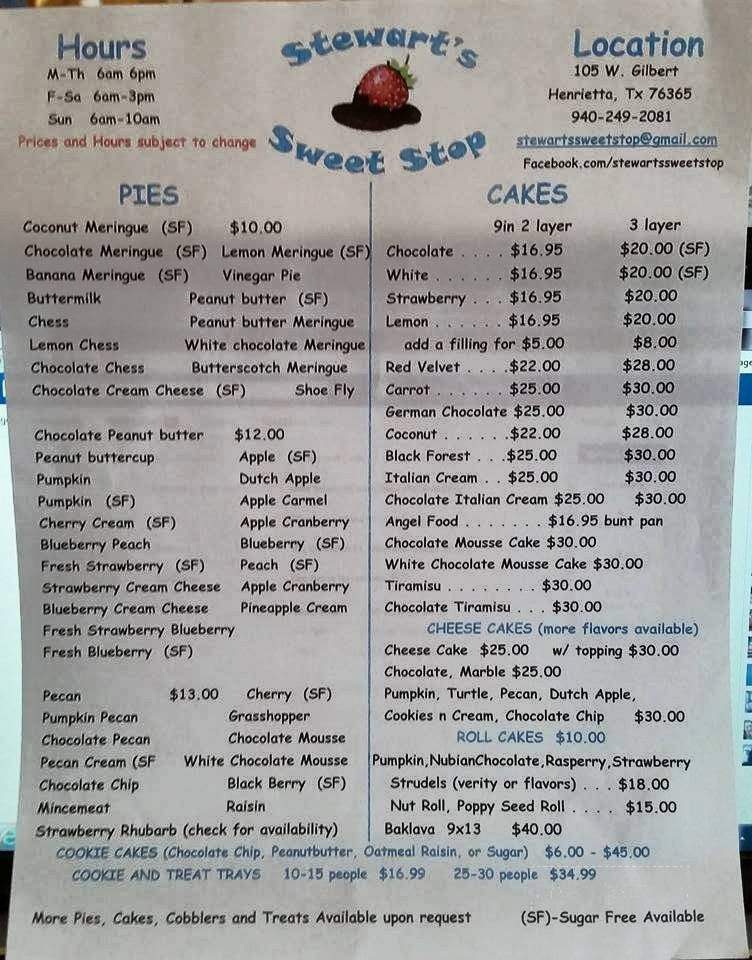 Hours
M-Th 6am 6pm
F-Sa 6am-3pm
Sun 6am-10am
Prices and Hours subject to change
Stewart's
Sweet Stop
Location
105 W. Gilbert
Henrietta, Tx 76365
940-249-2081
stewartssweetstop@gmail.com
Facebook.com/stewartssweetstop
PIES
Coconut Meringue (SF) $10.00
Chocolate Meringue (SF) Lemon Meringue (SF)
Banana Meringue (SF) Vinegar Pie
Buttermilk Peanut butter (SF)
Chess Peanut butter Meringue
Lemon Chess White chocolate Meringue
Chocolate Chess Butterscotch Meringue
Chocolate Cream Cheese (SF) Shoe Fly
Chocolate Peanut butter $12.00
Peanut buttercup Apple (SF)
Pumpkin Dutch Apple
Pumpkin (SF) Apple Carmel
Cherry Cream (SF) Apple Cranberry
Blueberry Peach Blueberry (SF)
Fresh Strawberry (SF) Peach (SF)
Strawberry Cream Cheese Apple Cranberry
Blueberry Cream Cheese Pineapple Cream
Fresh Strawberry Blueberry
Fresh Blueberry (SF)
Pecan $13.00 Cherry (SF)
Pumpkin Pecan Grasshopper
Chocolate Pecan Chocolate Mousse
Pecan Cream (SF White Chocolate Mousse
Chocolate Chip Black Berry (SF)
Mincemeat Raisin
Strawberry Rhubarb (check for availability)
CAKES
9in 2 layer 3 layer
Chocolate . . . . $16.95 $20.00 (SF)
White . . . . . . $16.95 $20.00 (SF)
Strawberry . . . $16.95 $20.00
Lemon . . . . . . $16.95 $20.00
add a filling for $5.00 $8.00
Red Velvet . . . .$22.00 $28.00
Carrot . . . . . . $25.00 $30.00
German Chocolate $25.00 $30.00
Coconut . . . . . .$22.00 $28.00
Black Forest . . .$25.00 $30.00
Italian Cream . . $25.00 $30.00
Chocolate Italian Cream $25.00 $30.00
Angel Food . . . . . . . $16.95 bunt pan
Chocolate Mousse Cake $30.00
White Chocolate Mousse Cake $30.00
Tiramisu . . . . . . . . $30.00
Chocolate Tiramisu . . . $30.00
CHEESE CAKES (more flavors available)
Cheese Cake $25.00 w/ topping $30.00
Chocolate, Marble $25.00
Pumpkin, Turtle, Pecan, Dutch Apple,
Cookies n Cream, Chocolate Chip $30.00
ROLL CAKES $10.00
Pumpkin,NubianChocolate,Rasperry,Strawberry
Strudels (verity or flavors) . . . $18.00
Nut Roll, Poppy Seed Roll . . . . $15.00
Baklava 9x13 $40.00
COOKIE CAKES (Chocolate Chip, Peanutbutter, Oatmeal Raisin, or Sugar) $6.00 - $45.00
COOKIE AND TREAT TRAYS 10-15 people $16.99 25-30 people $34.99
More Pies, Cakes, Cobblers and Treats Available upon request (SF)-Sugar Free Available